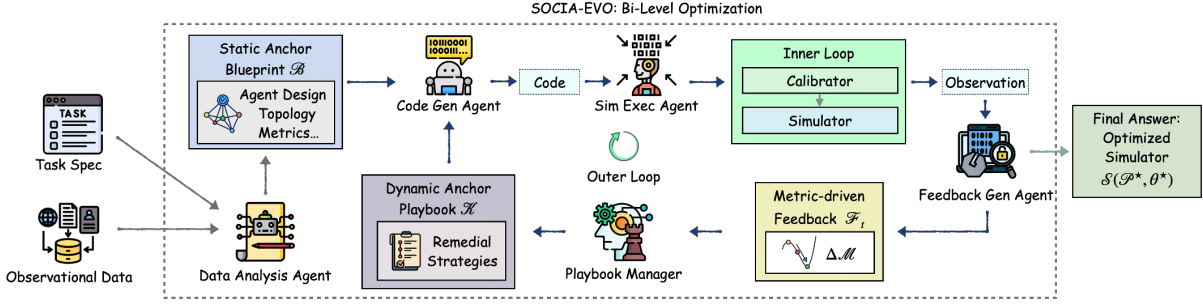 SOCIA-EVO: Bi-Level Optimization
TASK
Task Spec
Observational Data
Data Analysis Agent
Static Anchor
Blueprint ℬ
Agent Design
Topology
Metrics...
101110001
1000111...
Code Gen Agent
Code
Sim Exec Agent
Inner Loop
Calibrator
Simulator
Observation
Feedback Gen Agent
Final Answer:
Optimized
Simulator
𝒮(𝒫★, θ★)
Outer Loop
Dynamic Anchor
Playbook 𝒦
Remedial
Strategies
Playbook Manager
Metric-driven
Feedback ℱt
Δℳ